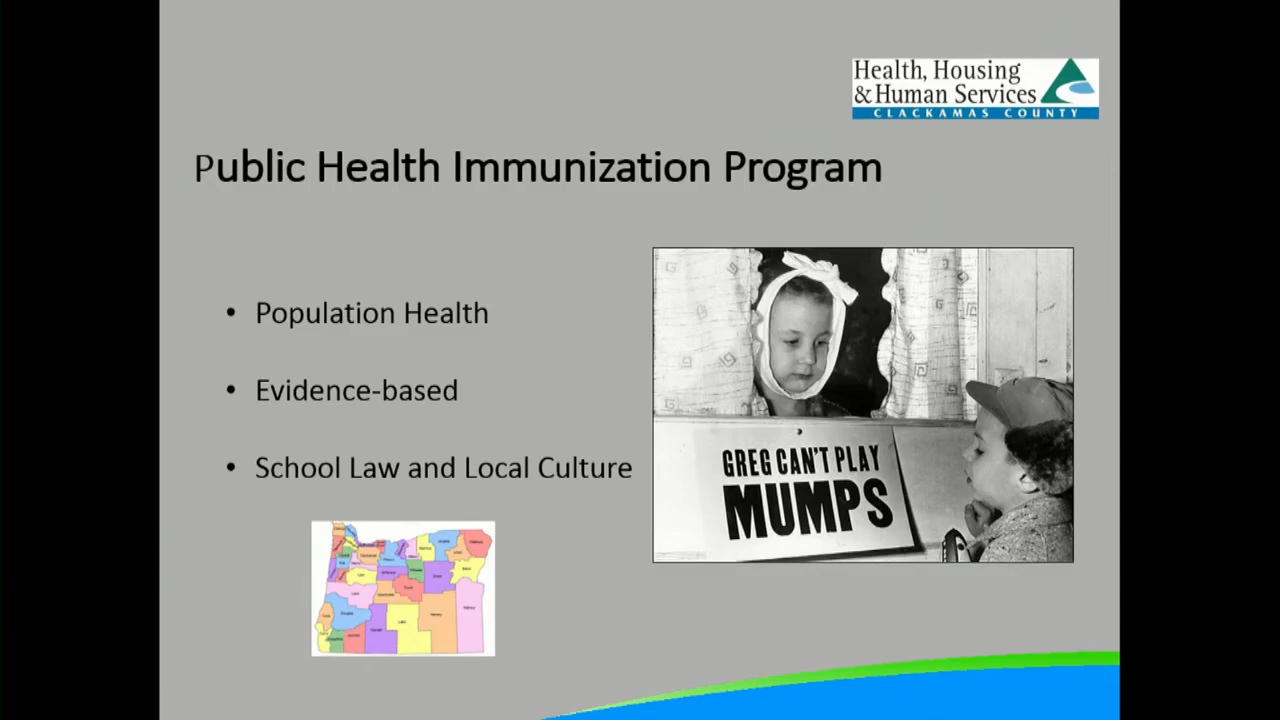 Health, Housing
& Human Services
CLACKAMAS COUNTY
Public Health Immunization Program
• Population Health
• Evidence-based
• School Law and Local Culture
GREG CAN'T PLAY
MUMPS